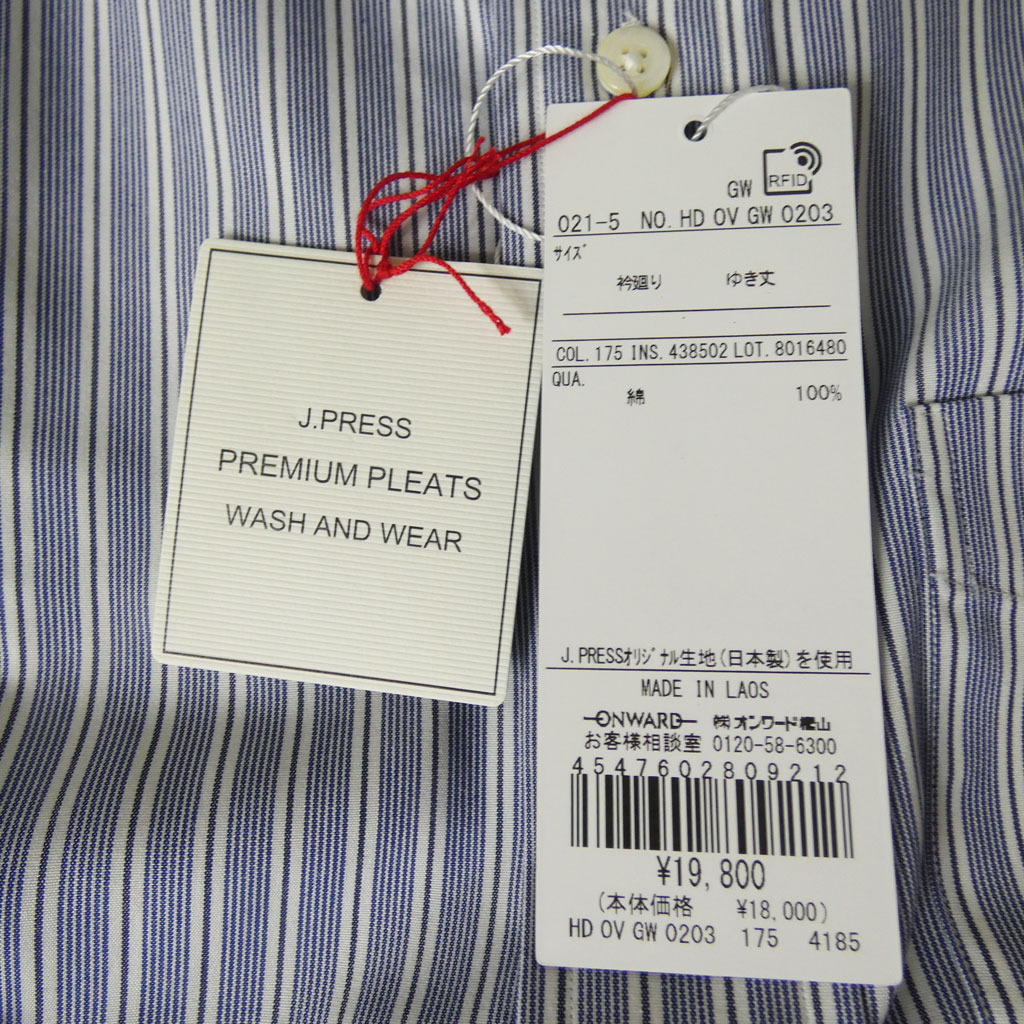 J.PRESS
PREMIUM PLEATS
WASH AND WEAR
RFID
GW
021-5 NO. HD OV GW 0203
サイズ
衿廻り ゆき丈
COL. 175 INS. 438502 LOT. 8016480
QUA.
綿 100%
J.PRESSオリジナル生地(日本製)を使用
MADE IN LAOS
ONWARD ㈱オンワード樫山
お客様相談室 0120-58-6300
4547602809212
¥19,800
(本体価格 ¥18,000)
HD OV GW 0203 175 4185